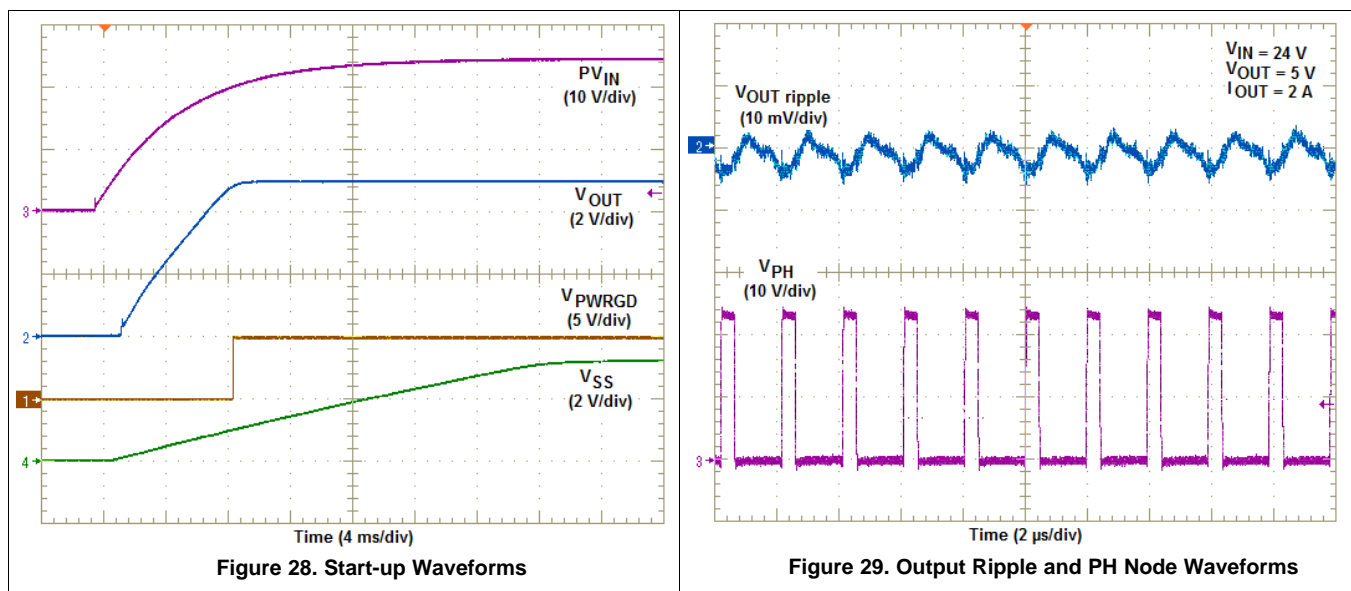 PVIN
(10 V/div)
3
VOUT
(2 V/div)
2
VPWRGD
(5 V/div)
1
VSS
(2 V/div)
4
Time (4 ms/div)
Figure 28. Start-up Waveforms
VIN = 24 V
VOUT = 5 V
IOUT = 2 A
VOUT ripple
(10 mV/div)
2
VPH
(10 V/div)
3
Time (2 µs/div)
Figure 29. Output Ripple and PH Node Waveforms